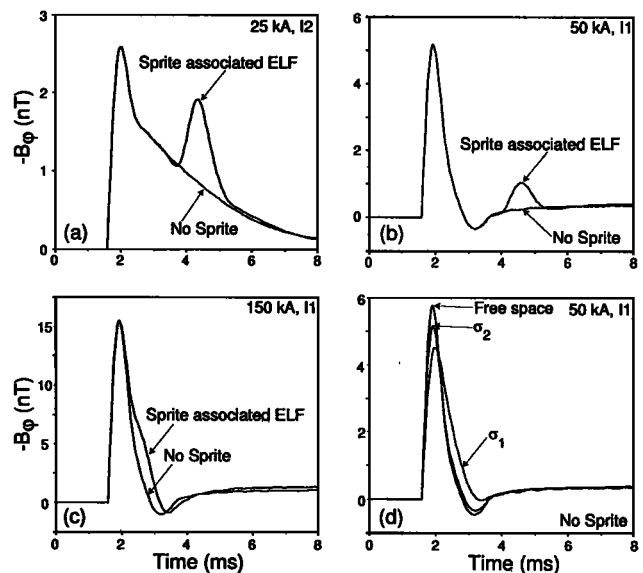 25 kA, I2
Sprite associated ELF
No Sprite
(a)
-Bφ (nT)
3
2
1
0
0 2 4 6 8
50 kA, I1
Sprite associated ELF
No Sprite
(b)
6
4
2
0
0 2 4 6 8
150 kA, I1
Sprite associated ELF
No Sprite
(c)
-Bφ (nT)
15
10
5
0
0 2 4 6 8
Time (ms)
50 kA, I1
Free space
σ2
σ1
(d)
No Sprite
6
4
2
0
0 2 4 6 8
Time (ms)